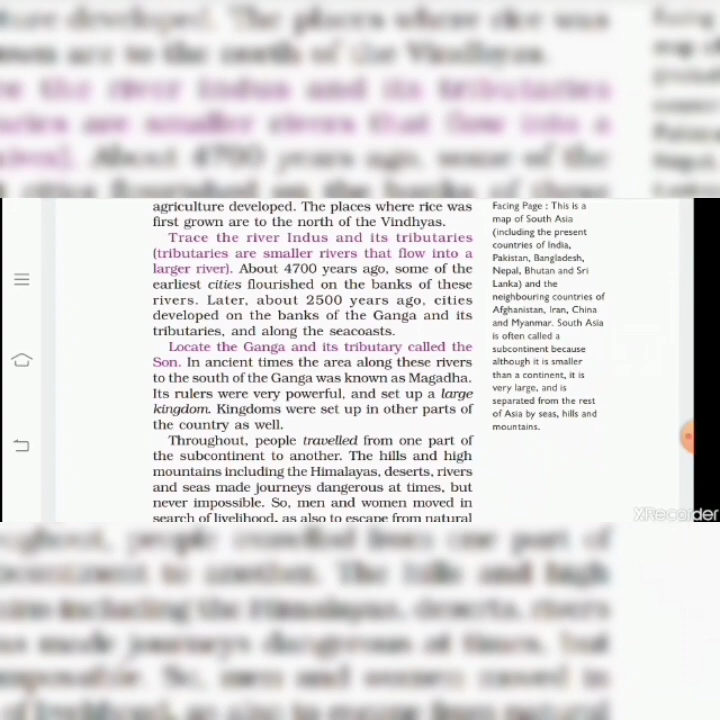 agriculture developed. The places where rice was
first grown are to the north of the Vindhyas.
Trace the river Indus and its tributaries
(tributaries are smaller rivers that flow into a
larger river). About 4700 years ago, some of the
earliest cities flourished on the banks of these
rivers. Later, about 2500 years ago, cities
developed on the banks of the Ganga and its
tributaries, and along the seacoasts.
Locate the Ganga and its tributary called the
Son. In ancient times the area along these rivers
to the south of the Ganga was known as Magadha.
Its rulers were very powerful, and set up a large
kingdom. Kingdoms were set up in other parts of
the country as well.
Throughout, people travelled from one part of
the subcontinent to another. The hills and high
mountains including the Himalayas, deserts, rivers
and seas made journeys dangerous at times, but
never impossible. So, men and women moved in
search of livelihood, as also to escape from natural
Facing Page : This is a
map of South Asia
(including the present
countries of India,
Pakistan, Bangladesh,
Nepal, Bhutan and Sri
Lanka) and the
neighbouring countries of
Afghanistan, Iran, China
and Myanmar. South Asia
is often called a
subcontinent because
although it is smaller
than a continent, it is
very large, and is
separated from the rest
of Asia by seas, hills and
mountains.
XRecorder